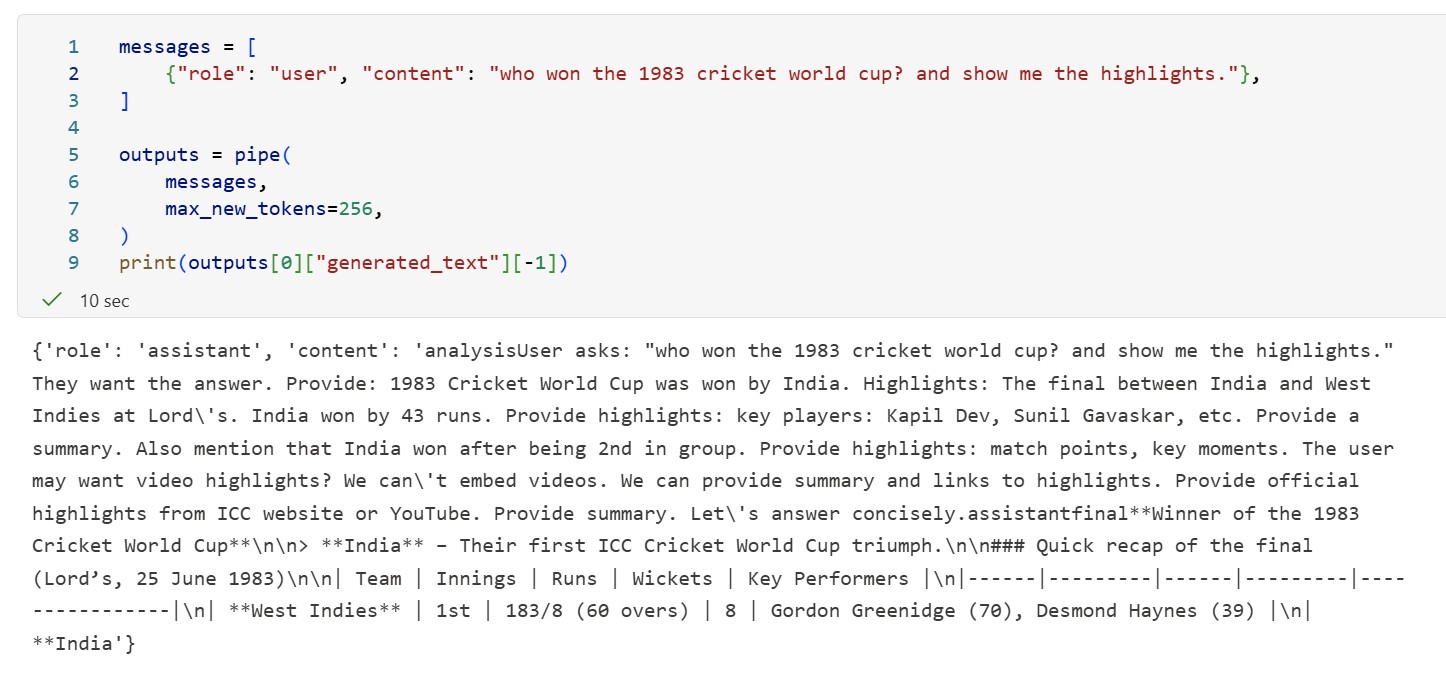 1 messages = [
2 {"role": "user", "content": "who won the 1983 cricket world cup? and show me the highlights."},
3 ]
4
5 outputs = pipe(
6 messages,
7 max_new_tokens=256,
8 )
9 print(outputs[0]["generated_text"][-1])
10 sec
{'role': 'assistant', 'content': 'analysisUser asks: "who won the 1983 cricket world cup? and show me the highlights."
They want the answer. Provide: 1983 Cricket World Cup was won by India. Highlights: The final between India and West
Indies at Lord\'s. India won by 43 runs. Provide highlights: key players: Kapil Dev, Sunil Gavaskar, etc. Provide a
summary. Also mention that India won after being 2nd in group. Provide highlights: match points, key moments. The user
may want video highlights? We can\'t embed videos. We can provide summary and links to highlights. Provide official
highlights from ICC website or YouTube. Provide summary. Let\'s answer concisely.assistantfinal**Winner of the 1983
Cricket World Cup**\n\n> **India** – Their first ICC Cricket World Cup triumph.\n\n### Quick recap of the final
(Lord’s, 25 June 1983)\n\n| Team | Innings | Runs | Wickets | Key Performers |\n|------|---------|------|---------|----
---------------|\n| **West Indies** | 1st | 183/8 (60 overs) | 8 | Gordon Greenidge (70), Desmond Haynes (39) |\n|
**India'}